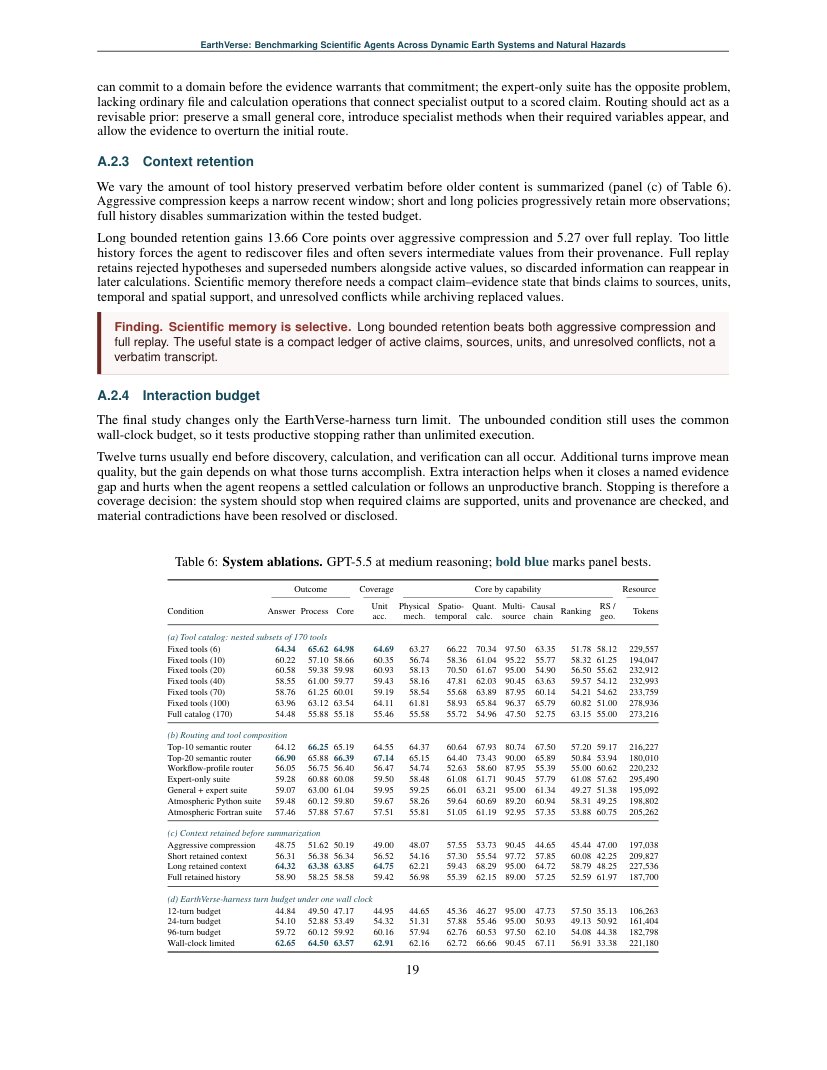 EarthVerse: Benchmarking Scientific Agents Across Dynamic Earth Systems and Natural Hazards
can commit to a domain before the evidence warrants that commitment; the expert-only suite has the opposite problem,
lacking ordinary file and calculation operations that connect specialist output to a scored claim. Routing should act as a
revisable prior: preserve a small general core, introduce specialist methods when their required variables appear, and
allow the evidence to overturn the initial route.
A.2.3 Context retention
We vary the amount of tool history preserved verbatim before older content is summarized (panel (c) of Table 6).
Aggressive compression keeps a narrow recent window; short and long policies progressively retain more observations;
full history disables summarization within the tested budget.
Long bounded retention gains 13.66 Core points over aggressive compression and 5.27 over full replay. Too little
history forces the agent to rediscover files and often severs intermediate values from their provenance. Full replay
retains rejected hypotheses and superseded numbers alongside active values, so discarded information can reappear in
later calculations. Scientific memory therefore needs a compact claim–evidence state that binds claims to sources, units,
temporal and spatial support, and unresolved conflicts while archiving replaced values.
Finding. Scientific memory is selective. Long bounded retention beats both aggressive compression and
full replay. The useful state is a compact ledger of active claims, sources, units, and unresolved conflicts, not a
verbatim transcript.
A.2.4 Interaction budget
The final study changes only the EarthVerse-harness turn limit. The unbounded condition still uses the common
wall-clock budget, so it tests productive stopping rather than unlimited execution.
Twelve turns usually end before discovery, calculation, and verification can all occur. Additional turns improve mean
quality, but the gain depends on what those turns accomplish. Extra interaction helps when it closes a named evidence
gap and hurts when the agent reopens a settled calculation or follows an unproductive branch. Stopping is therefore a
coverage decision: the system should stop when required claims are supported, units and provenance are checked, and
material contradictions have been resolved or disclosed.
Table 6: System ablations. GPT-5.5 at medium reasoning; bold blue marks panel bests.
Outcome Coverage Core by capability Resource
Condition Answer Process Core Unit acc. Physical mech. Spatio-temporal Quant. calc. Multi-source Causal chain Ranking RS / geo. Tokens
(a) Tool catalog: nested subsets of 170 tools
Fixed tools (6) 64.34 65.62 64.98 64.69 63.27 66.22 70.34 97.50 63.35 51.78 58.12 229,557
Fixed tools (10) 60.22 57.10 58.66 60.35 56.74 58.36 61.04 95.22 55.77 58.32 61.25 194,047
Fixed tools (20) 60.58 59.38 59.98 60.93 58.13 70.50 61.67 95.00 54.90 56.50 55.62 232,912
Fixed tools (40) 58.55 61.00 59.77 59.43 58.16 47.81 62.03 90.45 63.63 59.57 54.12 232,993
Fixed tools (70) 58.76 61.25 60.01 59.19 58.54 55.68 63.89 87.95 60.14 54.21 54.62 233,759
Fixed tools (100) 63.96 63.12 63.54 64.11 61.81 58.93 65.84 96.37 65.79 60.82 51.00 278,936
Full catalog (170) 54.48 55.88 55.18 55.46 55.58 55.72 54.96 47.50 52.75 63.15 55.00 273,216
(b) Routing and tool composition
Top-10 semantic router 64.12 66.25 65.19 64.55 64.37 60.64 67.93 80.74 67.50 57.20 59.17 216,227
Top-20 semantic router 66.90 65.88 66.39 67.14 65.15 64.40 73.43 90.00 65.89 50.84 53.94 180,010
Workflow-profile router 56.05 56.75 56.40 56.47 54.74 52.63 58.60 87.95 55.39 55.00 60.62 220,232
Expert-only suite 59.28 60.88 60.08 59.50 58.48 61.08 61.71 90.45 57.79 61.08 57.62 295,490
General + expert suite 59.07 63.00 61.04 59.95 59.25 66.01 63.21 95.00 61.34 49.27 51.38 195,092
Atmospheric Python suite 59.48 60.12 59.80 59.67 58.26 59.64 60.69 89.20 60.94 58.31 49.25 198,802
Atmospheric Fortran suite 57.46 57.88 57.67 57.51 55.81 51.05 61.19 92.95 57.35 53.88 60.75 205,262
(c) Context retained before summarization
Aggressive compression 48.75 51.62 50.19 49.00 48.07 57.55 53.73 90.45 44.65 45.44 47.00 197,038
Short retained context 56.31 56.38 56.34 56.52 54.16 57.30 55.54 97.72 57.85 60.08 42.25 209,827
Long retained context 64.32 63.38 63.85 64.75 62.21 59.43 68.29 95.00 64.72 58.79 48.25 227,536
Full retained history 58.90 58.25 58.58 59.42 56.98 55.39 62.15 89.00 57.25 52.59 61.97 187,700
(d) EarthVerse-harness turn budget under one wall clock
12-turn budget 44.84 49.50 47.17 44.95 44.65 45.36 46.27 95.00 47.73 57.50 35.13 106,263
24-turn budget 54.10 52.88 53.49 54.32 51.31 57.88 55.46 95.00 50.93 49.13 50.92 161,404
96-turn budget 59.72 60.12 59.92 60.16 57.94 62.76 60.53 97.50 62.10 54.08 44.38 182,798
Wall-clock limited 62.65 64.50 63.57 62.91 62.16 62.72 66.66 90.45 67.11 56.91 33.38 221,180
19